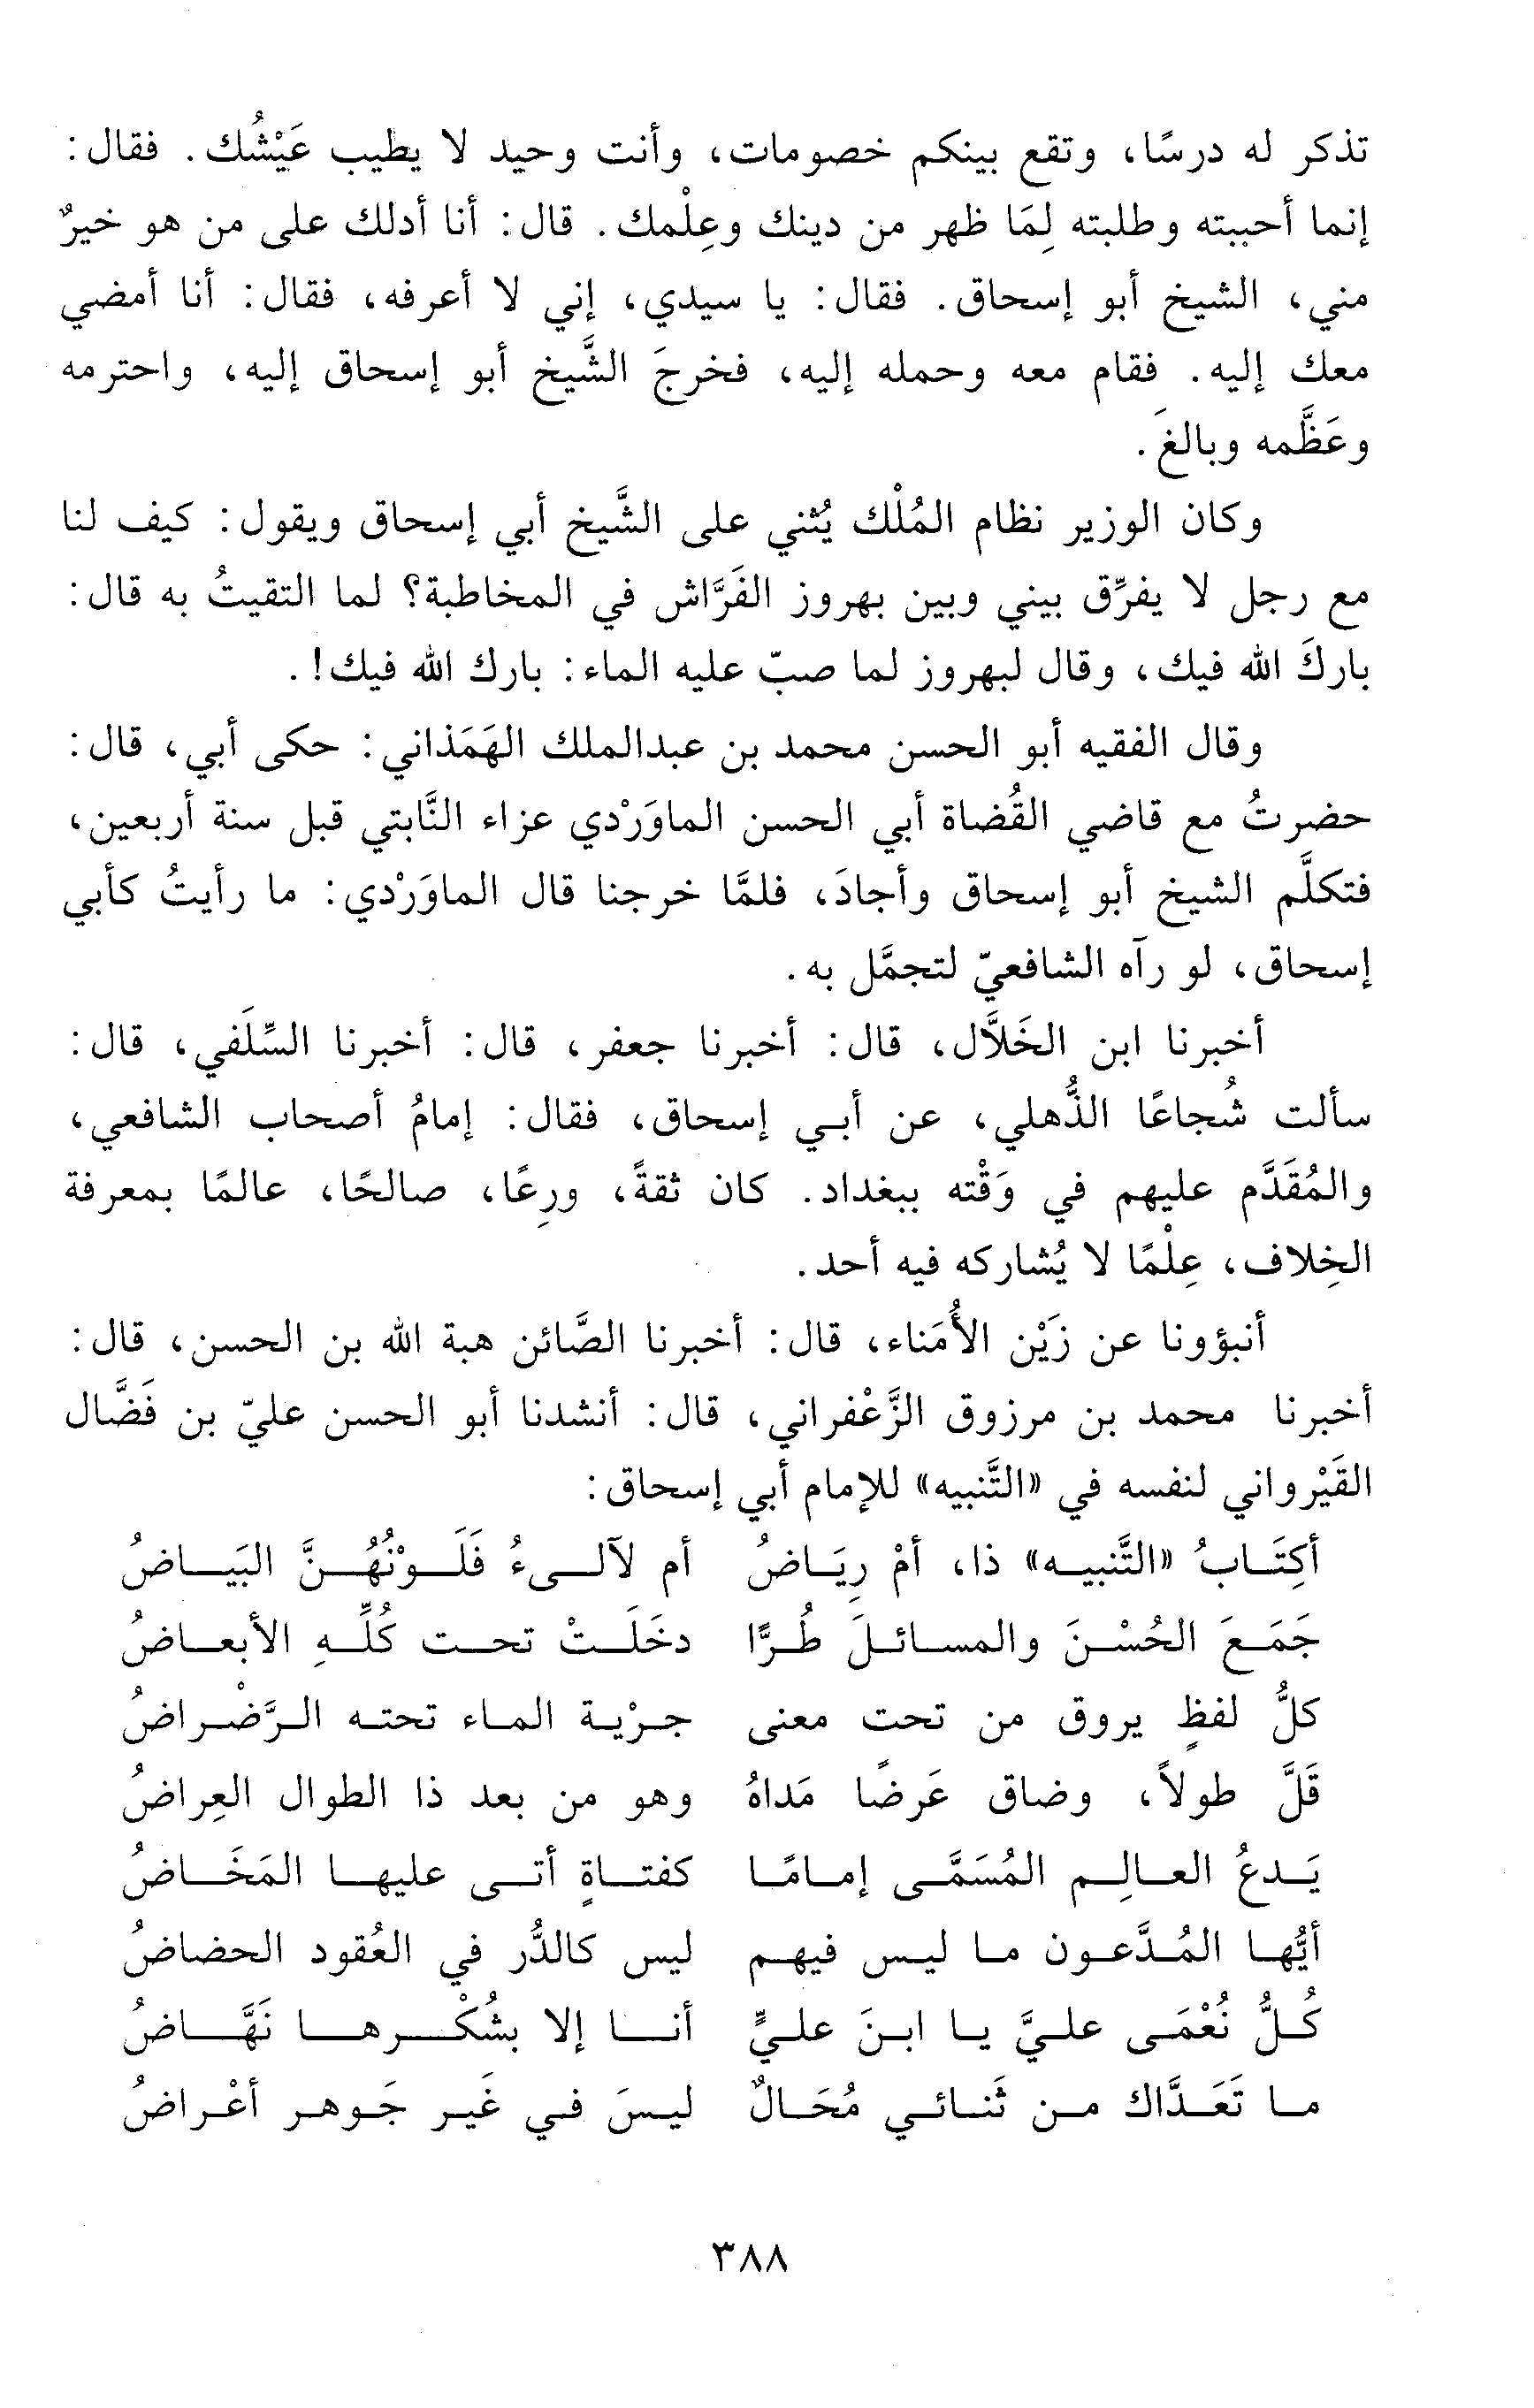 تذكر له درسًا، وتقع بينكم خصومات، وأنت وحيد لا يطيب عَيْشُك. فقال:
إنما أحببته وطلبته لِمَا ظهر من دينك وعِلْمك. قال: أنا أدلك على من هو خيرٌ
مني، الشيخ أبو إسحاق. فقال: يا سيدي، إني لا أعرفه، فقال: أنا أمضي
معك إليه. فقام معه وحمله إليه، فخرجَ الشَّيخ أبو إسحاق إليه، واحترمه
وعَظَّمه وبالغَ.
وكان الوزير نظام المُلْك يُثني على الشَّيخ أبي إسحاق ويقول: كيف لنا
مع رجل لا يفرِّق بيني وبين بهروز الفَرَّاش في المخاطبة؟ لما التقيتُ به قال:
باركَ الله فيك، وقال لبهروز لما صبّ عليه الماء: بارك الله فيك!.
وقال الفقيه أبو الحسن محمد بن عبدالملك الهَمَذاني: حكى أبي، قال:
حضرتُ مع قاضي القُضاة أبي الحسن الماوَرْدي عزاء النَّابتي قبل سنة أربعين،
فتكلَّم الشيخ أبو إسحاق وأجادَ، فلمَّا خرجنا قال الماوَرْدي: ما رأيتُ كأبي
إسحاق، لو رآه الشافعيّ لتجمَّل به.
أخبرنا ابن الخَلاَّل، قال: أخبرنا جعفر، قال: أخبرنا السِّلَفي، قال:
سألت شُجاعًا الذُّهلي، عن أبي إسحاق، فقال: إمامُ أصحاب الشافعي،
والمُقَدَّم عليهم في وَقْته ببغداد. كان ثقةً، ورِعًا، صالحًا، عالمًا بمعرفة
الخِلاف، عِلْمًا لا يُشاركه فيه أحد.
أنبؤونا عن زَيْن الأُمَناء، قال: أخبرنا الصَّائن هبة الله بن الحسن، قال:
أخبرنا محمد بن مرزوق الزَّعْفراني، قال: أنشدنا أبو الحسن عليّ بن فَضَّال
القَيْرواني لنفسه في «التَّنبيه» للإمام أبي إسحاق:
أكِتَابُ «التَّنبيه» ذا، أمْ رِيَاضُ أم لآلىءُ فَلَوْنُهُنَّ البَيَاضُ
جَمَعَ الحُسْنَ والمسائلَ طُرًّا دخَلَتْ تحت كُلِّهِ الأبعاضُ
كلُّ لفظٍ يروق من تحت معنى جرْية الماء تحته الرَّضْراضُ
قَلَّ طولاً، وضاق عَرضًا مَداهُ وهو من بعد ذا الطوال العِراضُ
يَدعُ العالِم المُسَمَّى إمامًا كفتاةٍ أتى عليها المَخَاضُ
أيُّها المُدَّعون ما ليس فيهم ليس كالدُّر في العُقود الحضاضُ
كُلُّ نُعْمَى عليَّ يا ابنَ عليٍّ أنا إلا بشُكْرها نَهَّاضُ
ما تَعَدَّاك من ثَنائي مُحَالٌ ليسَ في غَير جَوهر أعْراضُ
٣٨٨